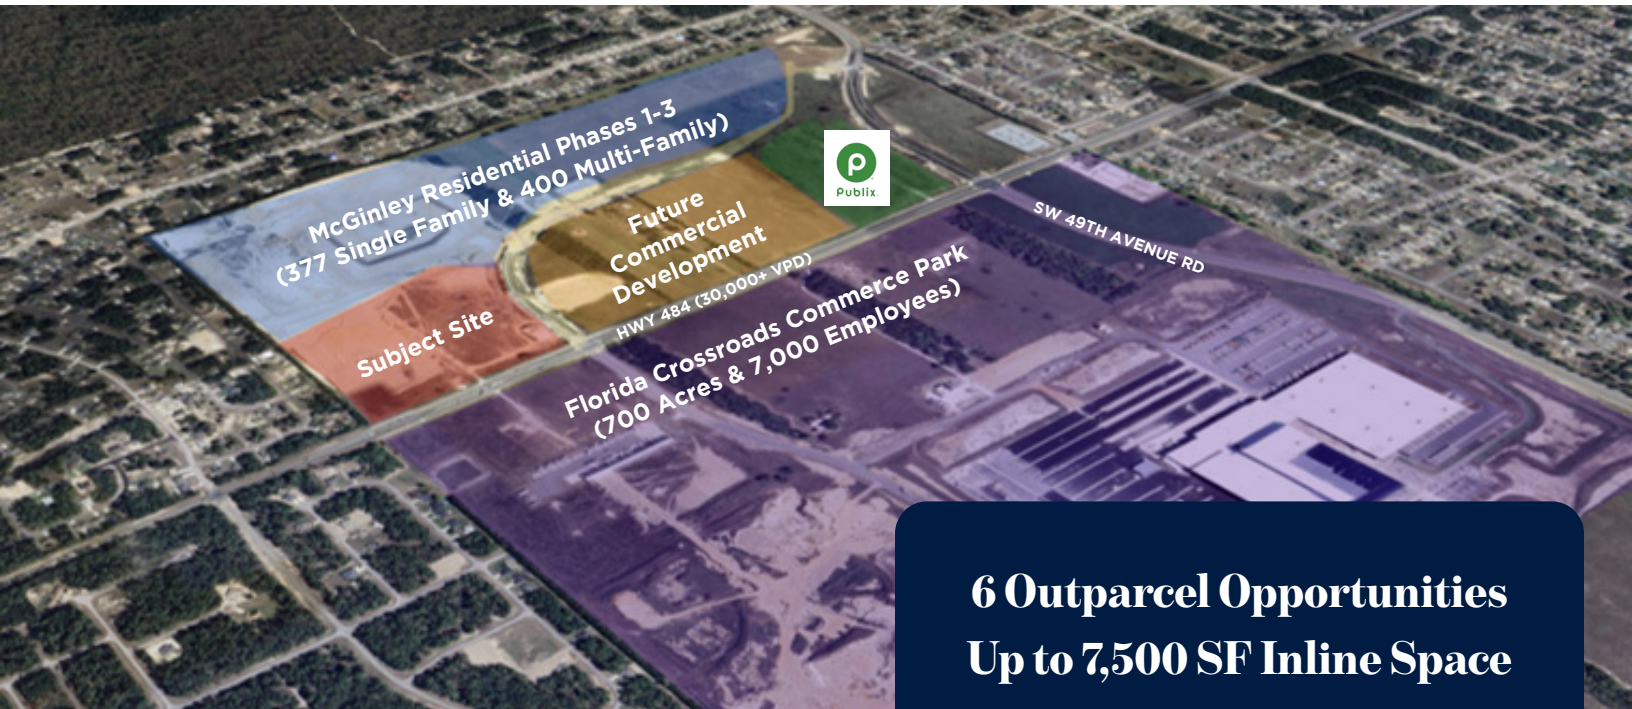 McGinley Residential Phases 1-3
(377 Single Family & 400 Multi-Family)
Publix.
Future
Commercial
Development
SW 49TH AVENUE RD
HWY 484 (30,000+ VPD)
Subject Site
Florida Crossroads Commerce Park
(700 Acres & 7,000 Employees)
6 Outparcel Opportunities
Up to 7,500 SF Inline Space